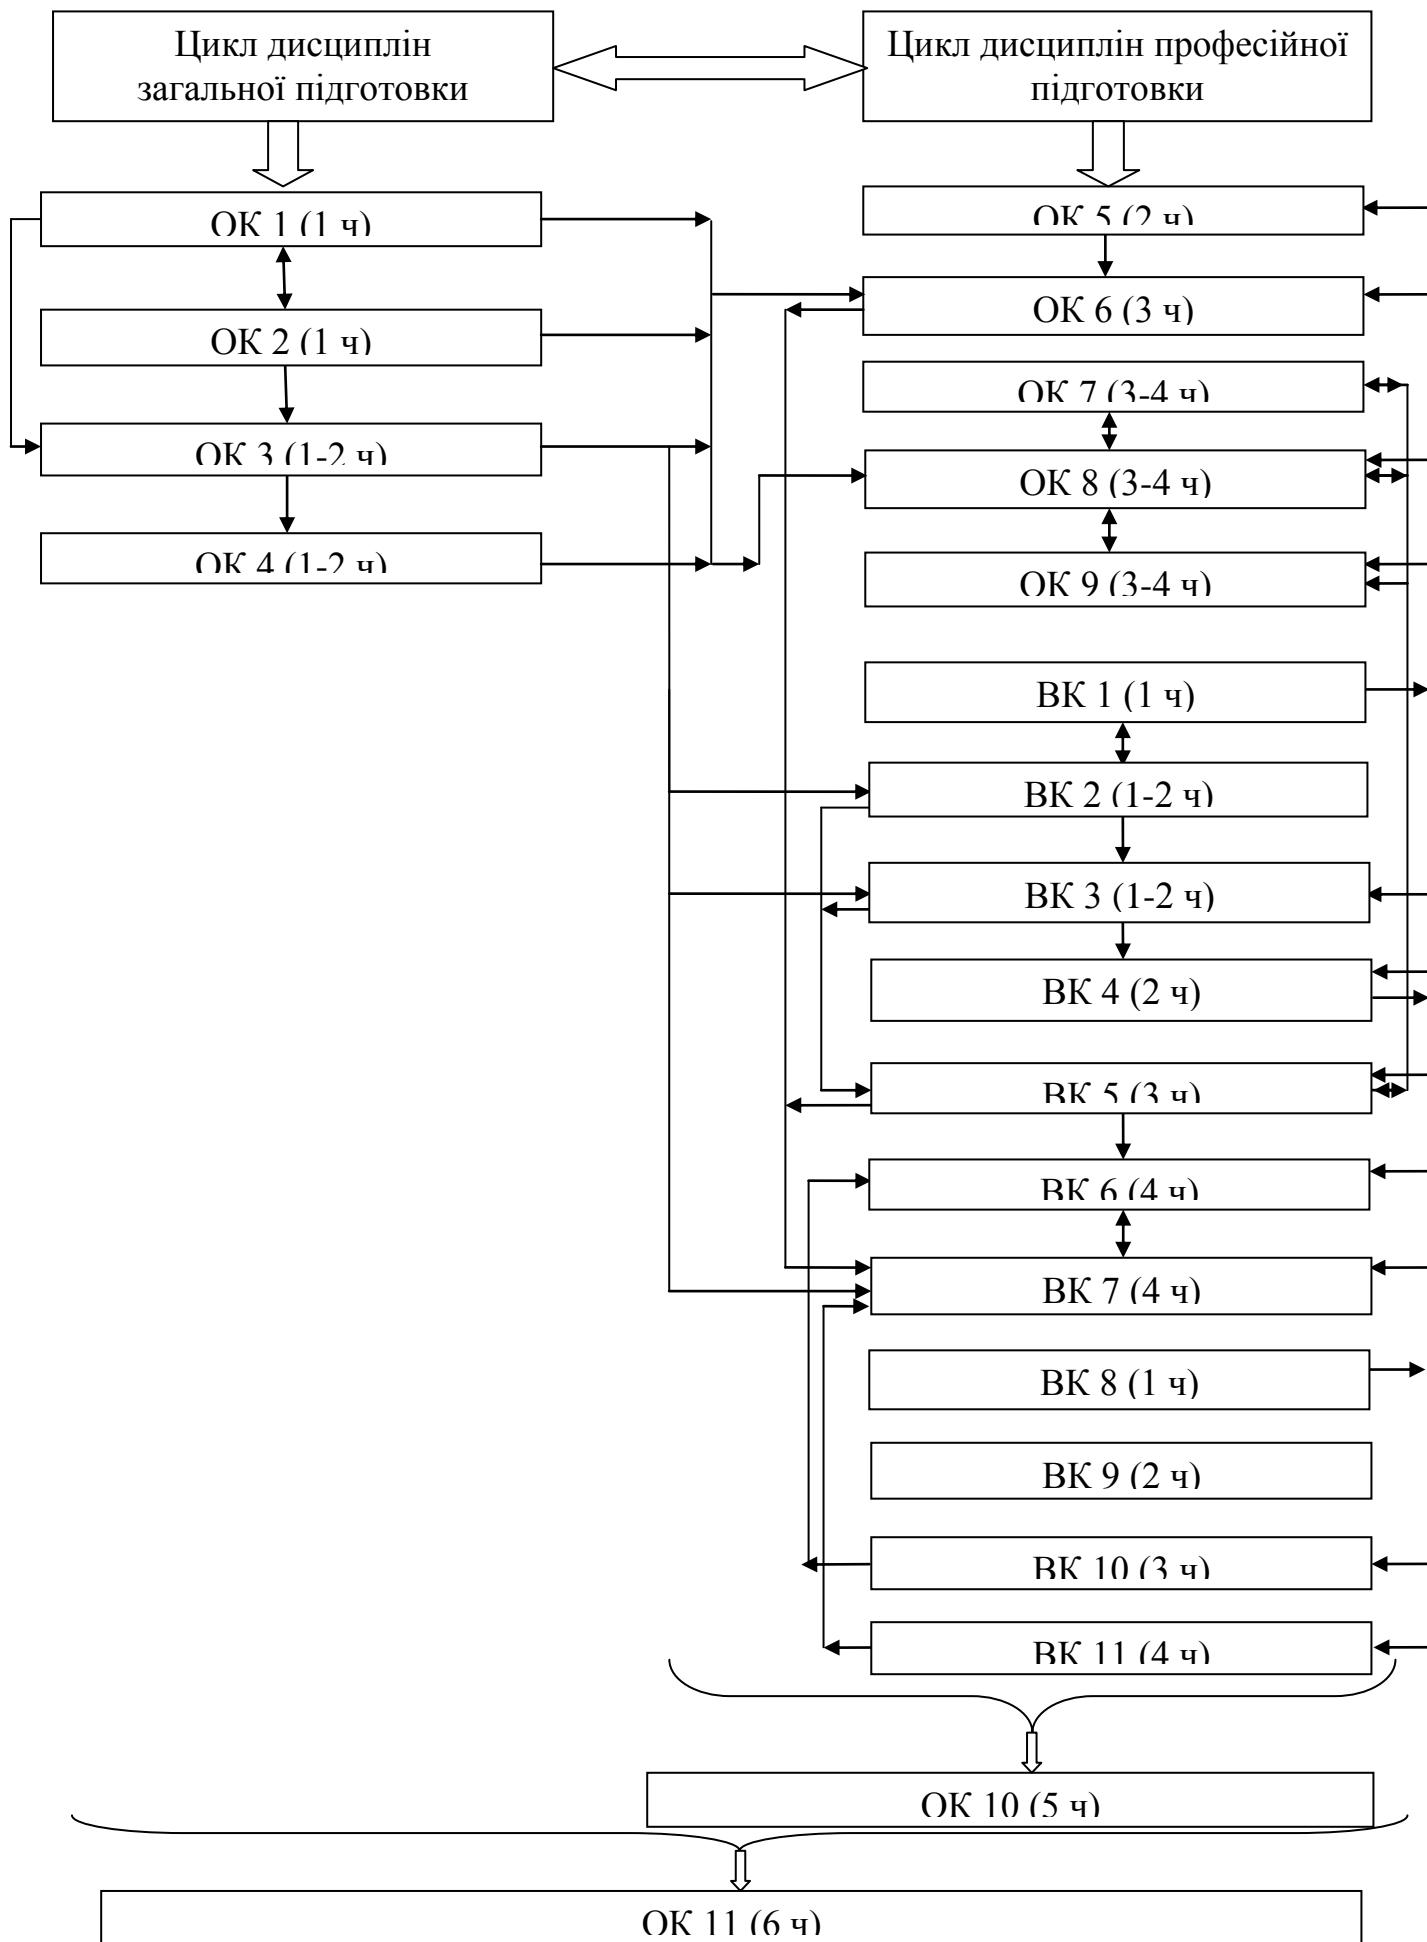 Цикл дисциплін
загальної підготовки
Цикл дисциплін професійної
підготовки
ОК 1 (1 ч)
ОК 2 (1 ч)
ОК 3 (1-2 ч)
ОК 4 (1-2 ч)
ОК 5 (2 ч)
ОК 6 (3 ч)
ОК 7 (3-4 ч)
ОК 8 (3-4 ч)
ОК 9 (3-4 ч)
ВК 1 (1 ч)
ВК 2 (1-2 ч)
ВК 3 (1-2 ч)
ВК 4 (2 ч)
ВК 5 (3 ч)
ВК 6 (4 ч)
ВК 7 (4 ч)
ВК 8 (1 ч)
ВК 9 (2 ч)
ВК 10 (3 ч)
ВК 11 (4 ч)
ОК 10 (5 ч)
ОК 11 (6 ч)